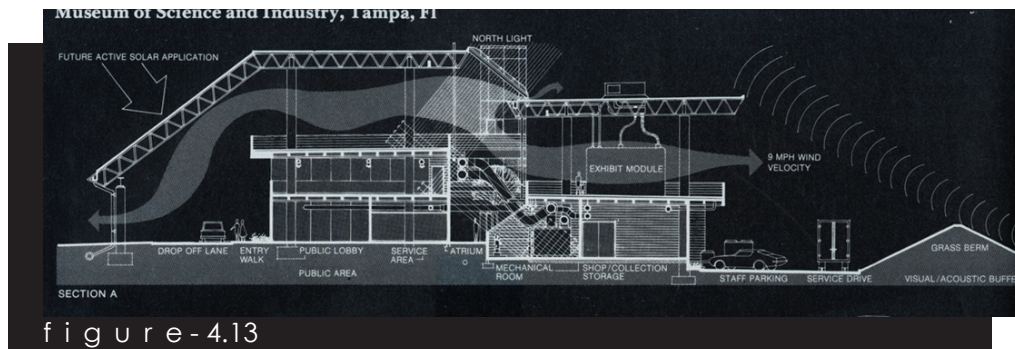 Museum of Science and Industry, Tampa, Fl
NORTH LIGHT
FUTURE ACTIVE SOLAR APPLICATION
EXHIBIT MODULE
9 MPH WIND
VELOCITY
DROP OFF LANE
ENTRY
WALK
PUBLIC LOBBY
SERVICE
AREA
ATRIUM
PUBLIC AREA
MECHANICAL
ROOM
SHOP/COLLECTION
STORAGE
STAFF PARKING
SERVICE DRIVE
GRASS BERM
VISUAL/ACOUSTIC BUFFE
SECTION A
figure-4.13